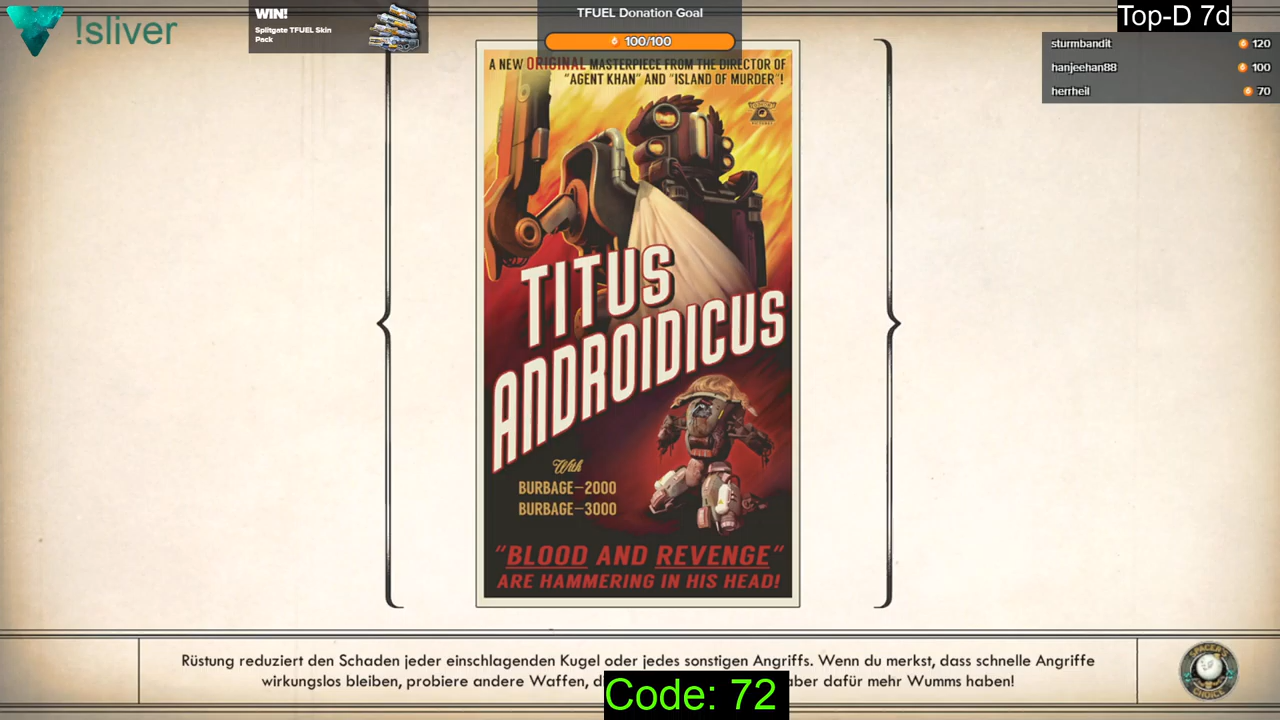 !sliver
WIN!
Splitgate TFUEL Skin
Pack
TFUEL Donation Goal
100/100
Top-D 7d
sturmbandit 120
hanjeehan88 100
herrheil 70
A NEW ORIGINAL MASTERPIECE FROM THE DIRECTOR OF
"AGENT KHAN" AND "ISLAND OF MURDER"!
TITUS
ANDROIDICUS
With
BURBAGE-2000
BURBAGE-3000
"BLOOD AND REVENGE"
ARE HAMMERING IN HIS HEAD!
Rüstung reduziert den Schaden jeder einschlagenden Kugel oder jedes sonstigen Angriffs. Wenn du merkst, dass schnelle Angriffe
wirkungslos bleiben, probiere andere Waffen, aber dafür mehr Wumms haben!
SPACER'S
CHOICE
Code: 72